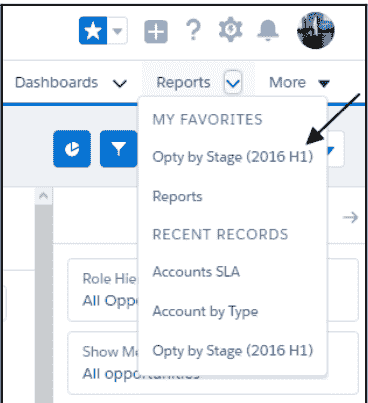 Dashboards Reports More
MY FAVORITES
Opty by Stage (2016 H1)
Reports
RECENT RECORDS
Accounts SLA
Account by Type
Opty by Stage (2016 H1)
Role Hie
All Oppo
Show Me
All opportunities